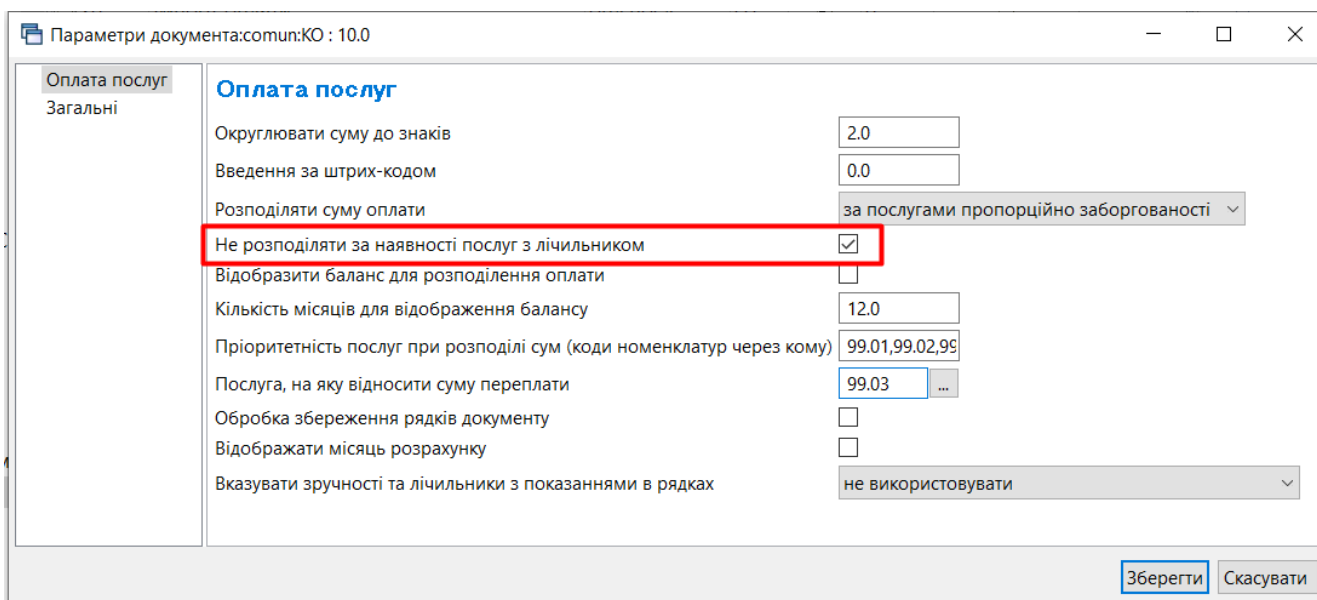 Параметри документа:comun:KO : 10.0
Оплата послуг
Загальні
Оплата послуг
Округлювати суму до знаків 2.0
Введення за штрих-кодом 0.0
Розподіляти суму оплати за послугами пропорційно заборгованості
Не розподіляти за наявності послуг з лічильником
Відобразити баланс для розподілення оплати
Кількість місяців для відображення балансу 12.0
Пріоритетність послуг при розподілі сум (коди номенклатур через кому) 99.01,99.02,99
Послуга, на яку відносити суму переплати 99.03 ...
Обробка збереження рядків документу
Відображати місяць розрахунку
Вказувати зручності та лічильники з показаннями в рядках не використовувати
Зберегти Скасувати